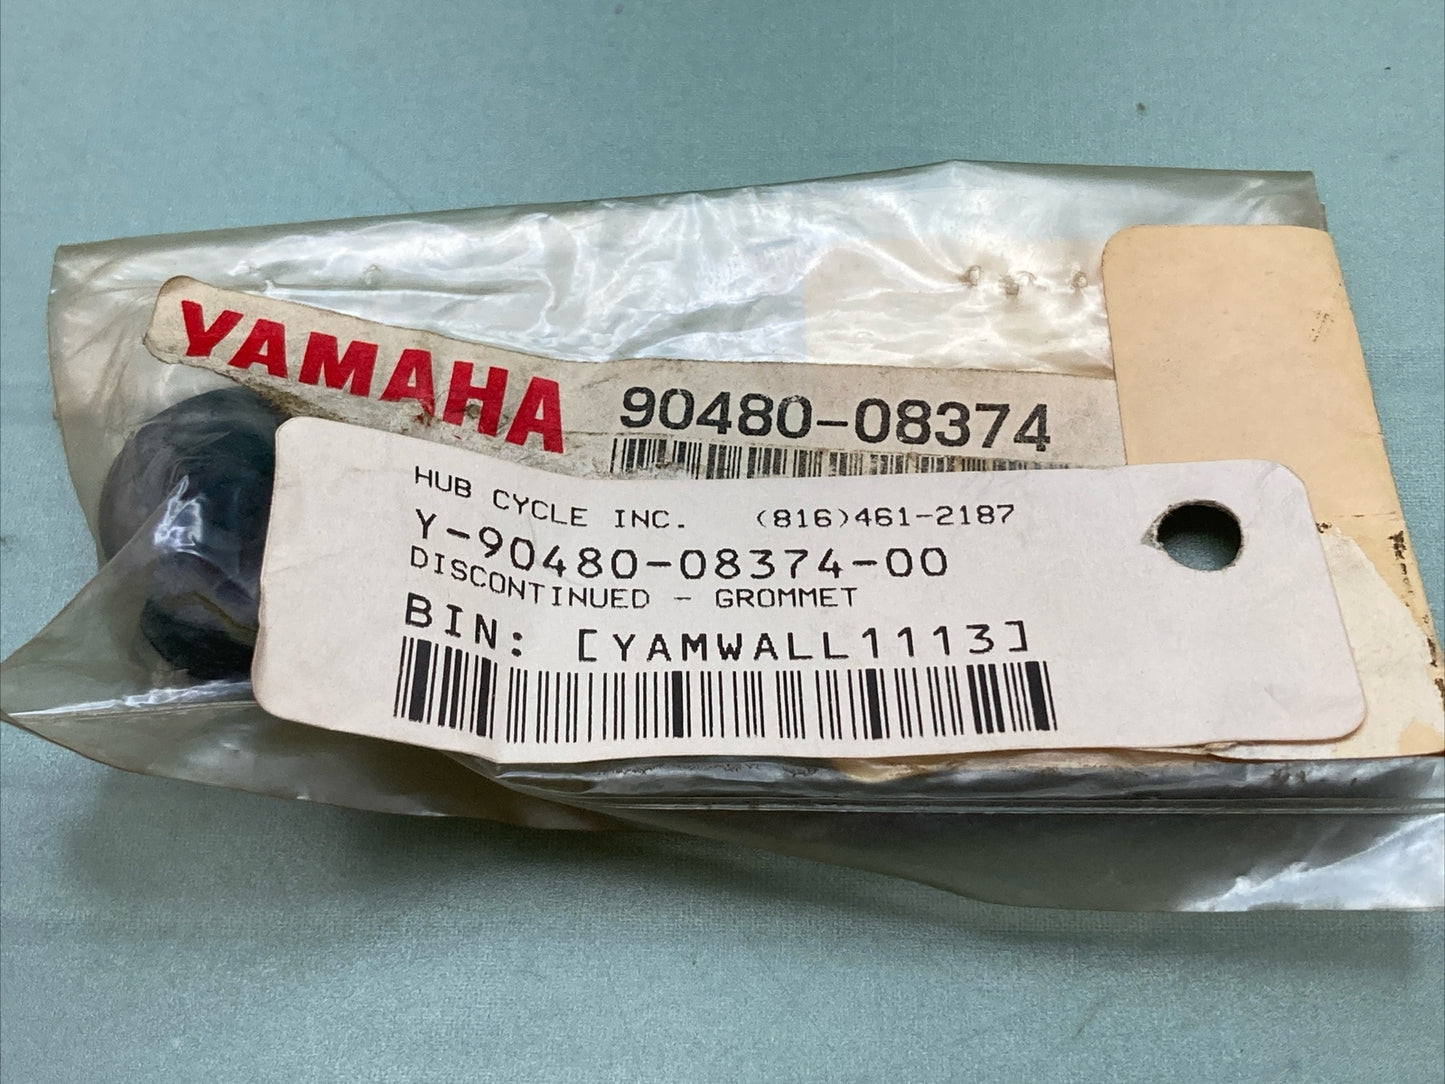 YAMAHA 90480-08374
HUB CYCLE INC. (816)461-2187
Y-90480-08374-00
DISCONTINUED - GROMMET
BIN: [YAMWALL1113]